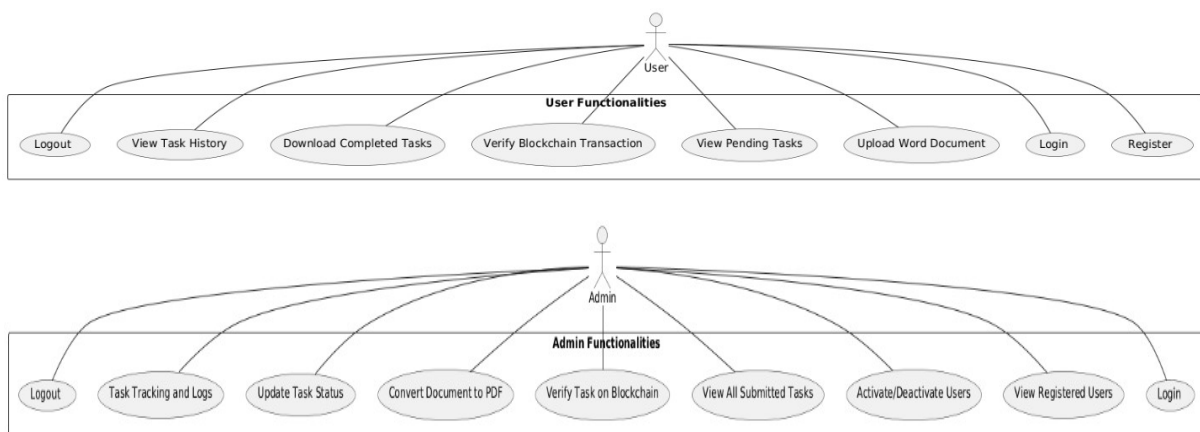 User
User Functionalities
Logout
View Task History
Download Completed Tasks
Verify Blockchain Transaction
View Pending Tasks
Upload Word Document
Login
Register
Admin
Admin Functionalities
Logout
Task Tracking and Logs
Update Task Status
Convert Document to PDF
Verify Task on Blockchain
View All Submitted Tasks
Activate/Deactivate Users
View Registered Users
Login